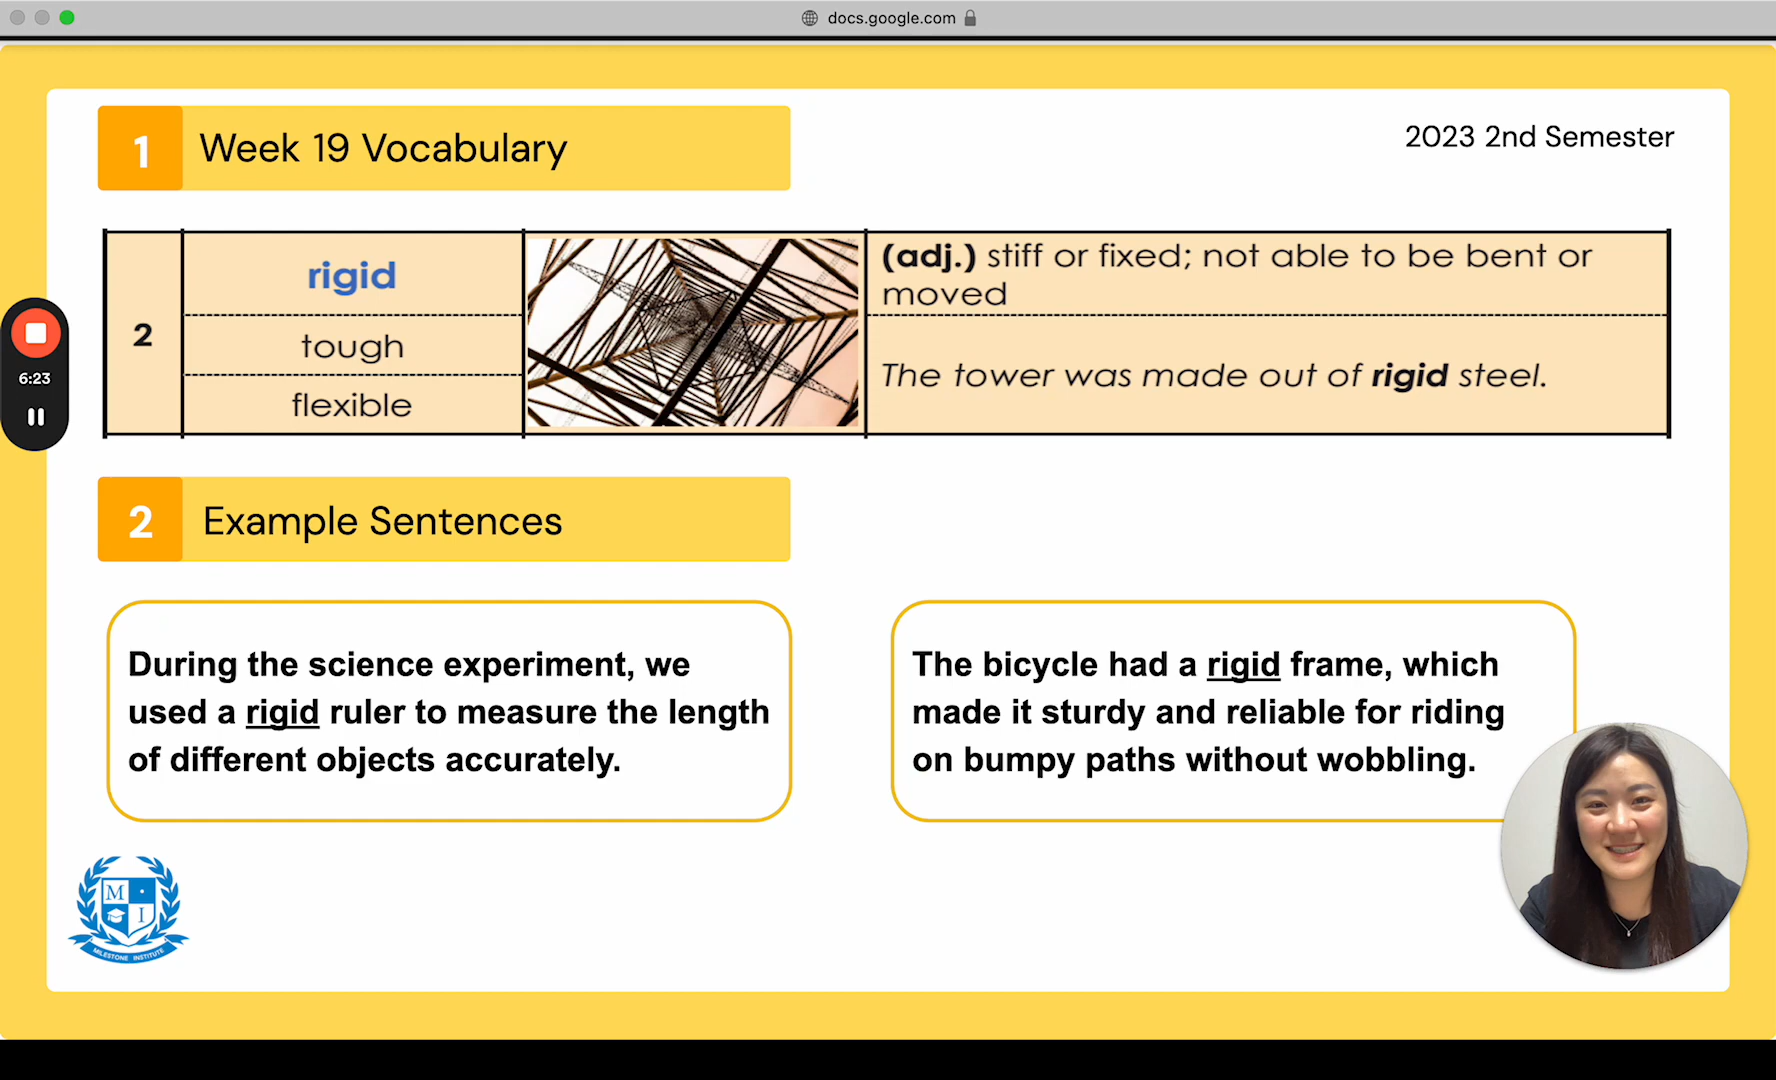 docs.google.com
1 Week 19 Vocabulary
2023 2nd Semester
2
rigid
tough
flexible
(adj.) stiff or fixed; not able to be bent or
moved
The tower was made out of rigid steel.
6:23
2 Example Sentences
During the science experiment, we
used a rigid ruler to measure the length
of different objects accurately.
The bicycle had a rigid frame, which
made it sturdy and reliable for riding
on bumpy paths without wobbling.
M
I
MILESTONE INSTITUTE